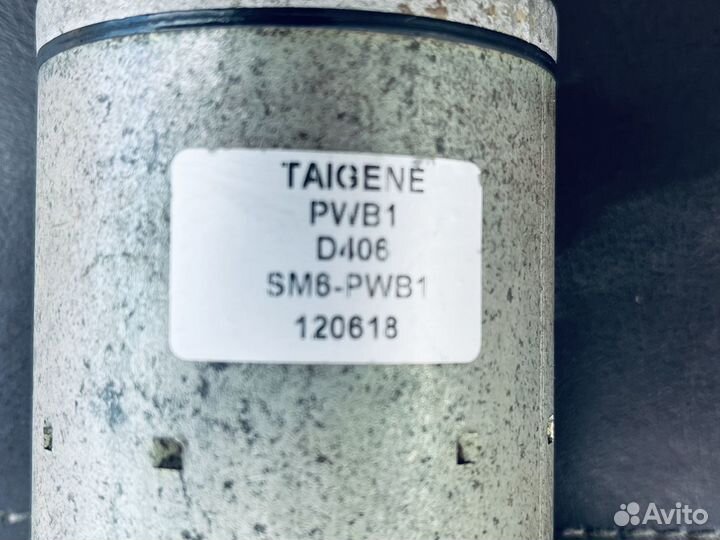 TAIGENE
PWB1
D406
SM6-PWB1
120618
Avito